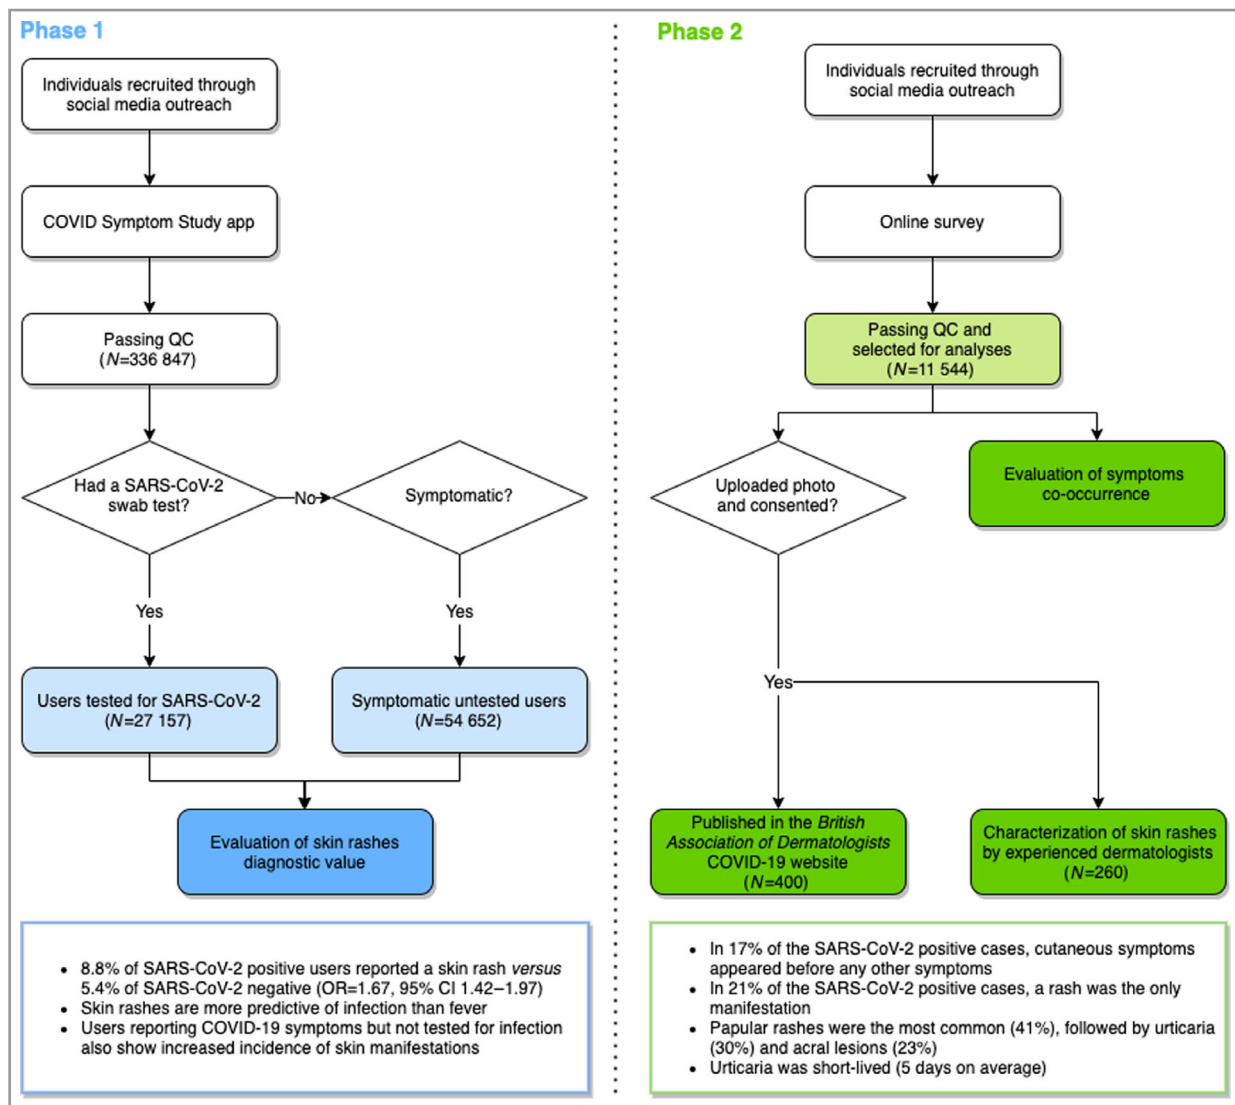 Phase 1
Individuals recruited through
social media outreach
COVID Symptom Study app
Passing QC
(N=336 847)
Had a SARS-CoV-2
swab test?
No
Symptomatic?
Yes
Yes
Users tested for SARS-CoV-2
(N=27 157)
Symptomatic untested users
(N=54 652)
Evaluation of skin rashes
diagnostic value
• 8.8% of SARS-CoV-2 positive users reported a skin rash versus
5.4% of SARS-CoV-2 negative (OR=1.67, 95% CI 1.42–1.97)
• Skin rashes are more predictive of infection than fever
• Users reporting COVID-19 symptoms but not tested for infection
also show increased incidence of skin manifestations
Phase 2
Individuals recruited through
social media outreach
Online survey
Passing QC and
selected for analyses
(N=11 544)
Uploaded photo
and consented?
Evaluation of symptoms
co-occurrence
Yes
Published in the British
Association of Dermatologists
COVID-19 website
(N=400)
Characterization of skin rashes
by experienced dermatologists
(N=260)
• In 17% of the SARS-CoV-2 positive cases, cutaneous symptoms
appeared before any other symptoms
• In 21% of the SARS-CoV-2 positive cases, a rash was the only
manifestation
• Papular rashes were the most common (41%), followed by urticaria
(30%) and acral lesions (23%)
• Urticaria was short-lived (5 days on average)